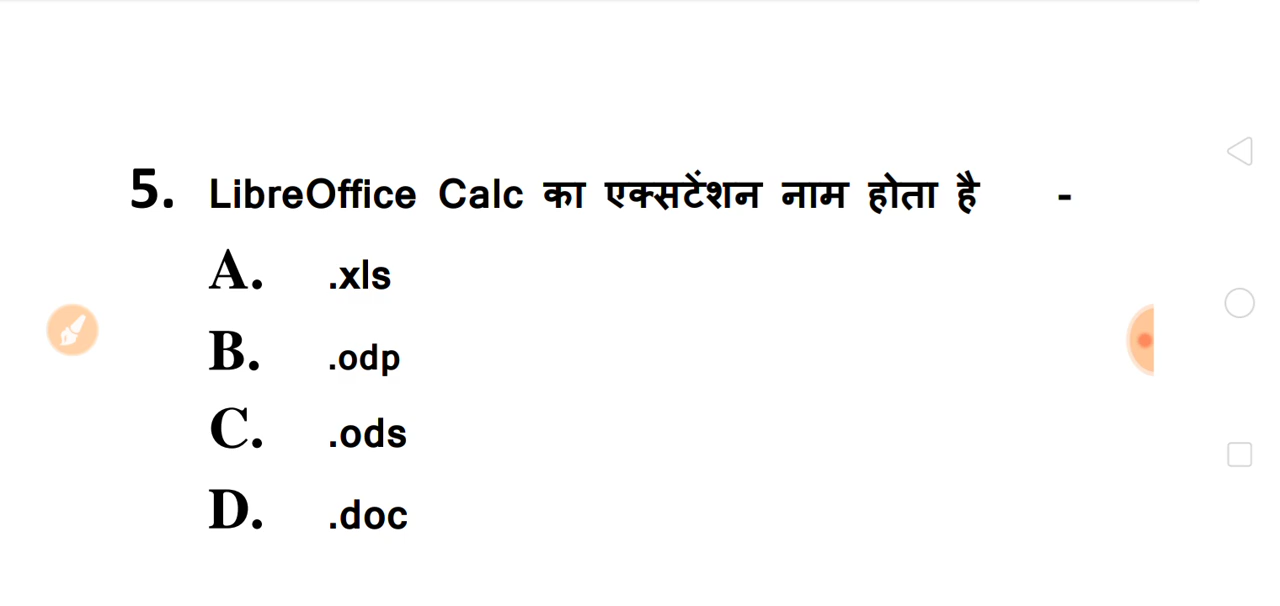 5. LibreOffice Calc का एक्सटेंशन नाम होता है -
A. .xls
B. .odp
C. .ods
D. .doc